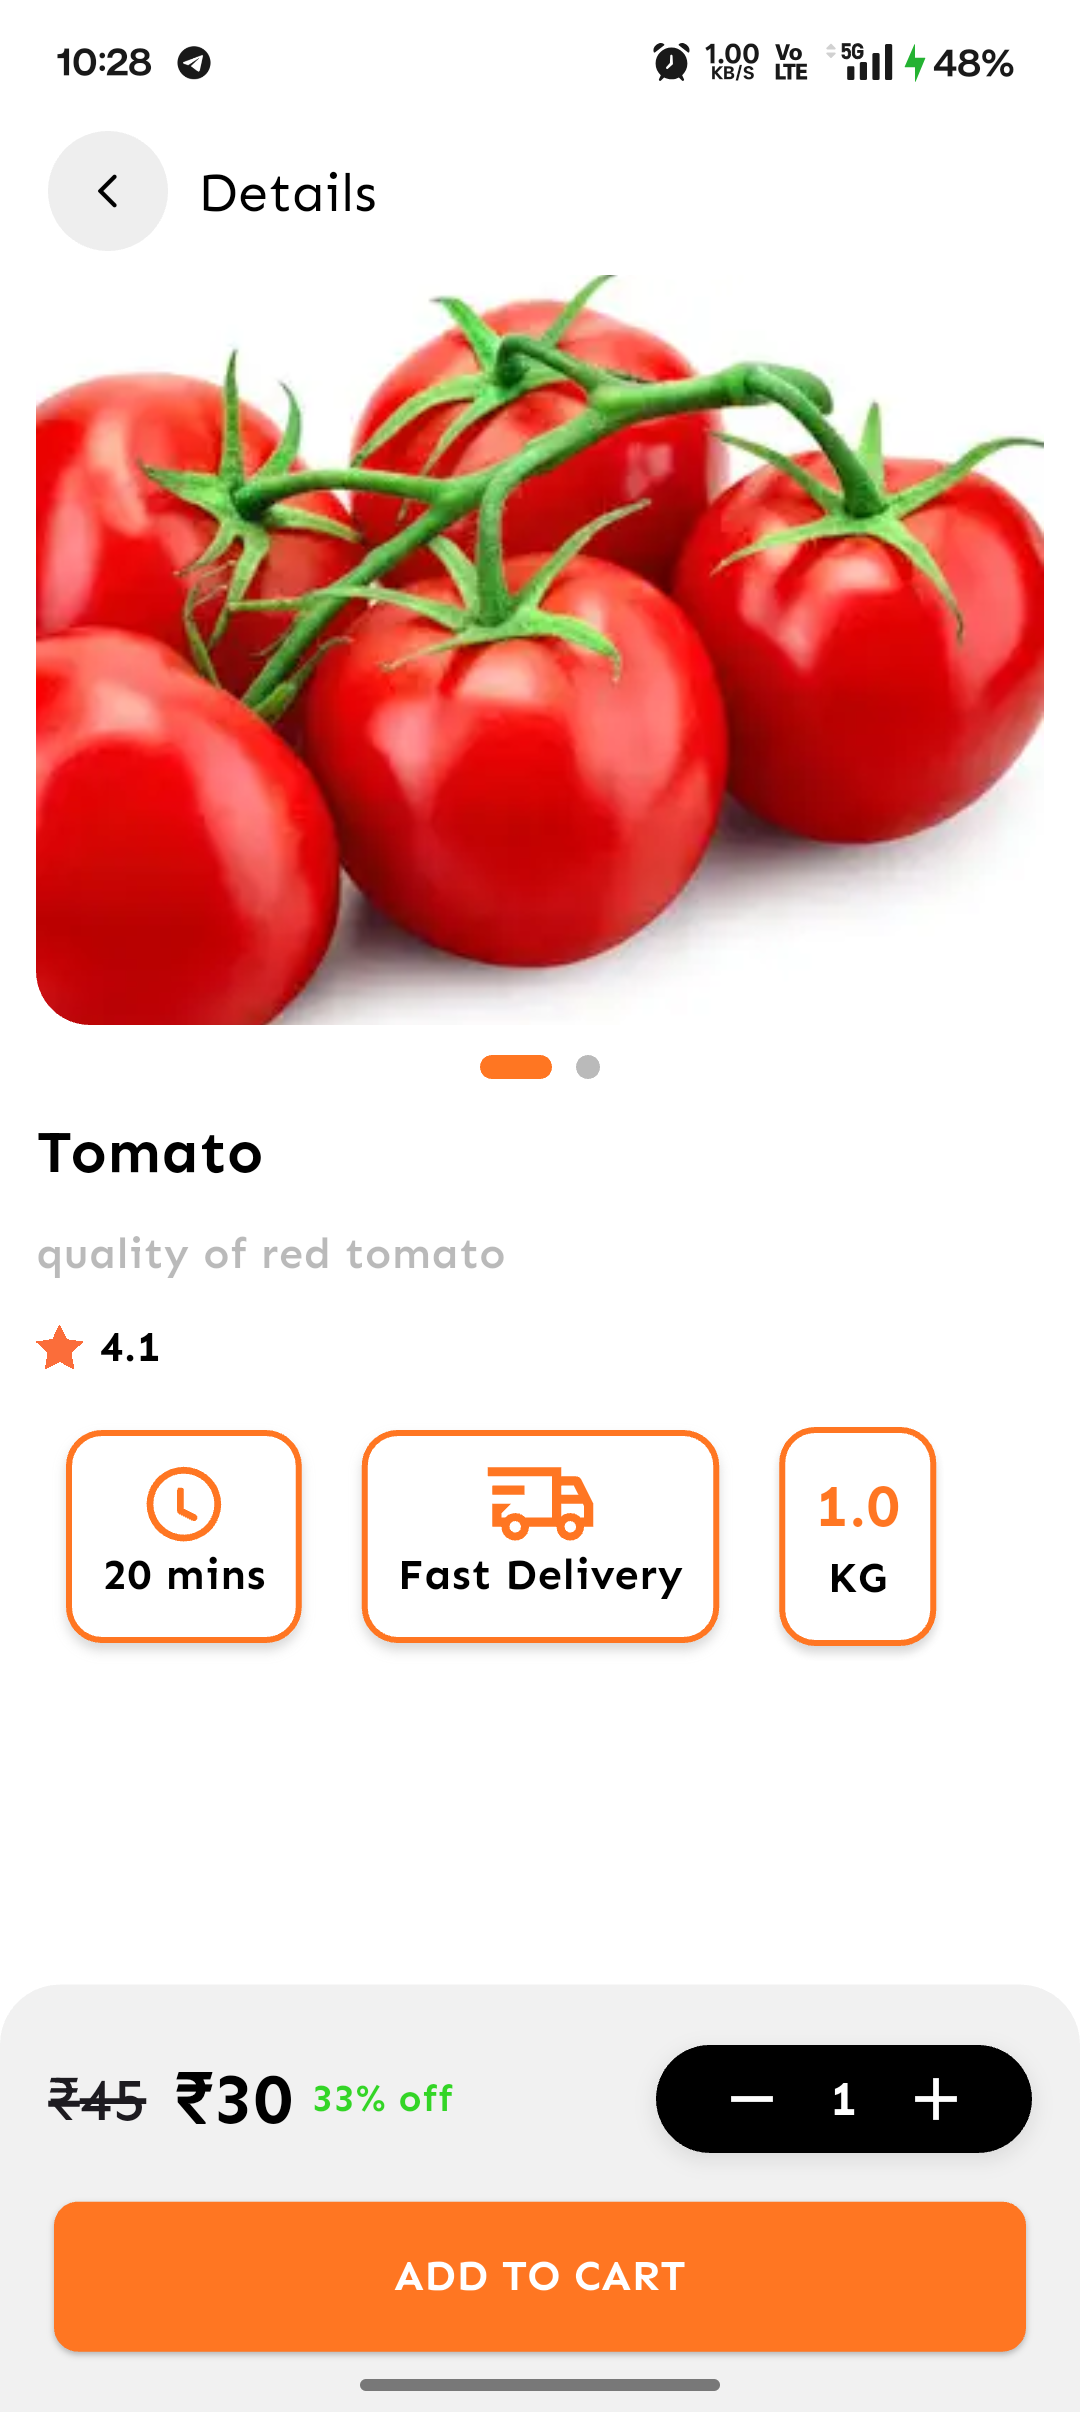 10:28 1.00 KB/S Vo LTE 5G 48%
Details
Tomato
quality of red tomato
4.1
20 mins
Fast Delivery
1.0
KG
₹45 ₹30 33% off
1
ADD TO CART